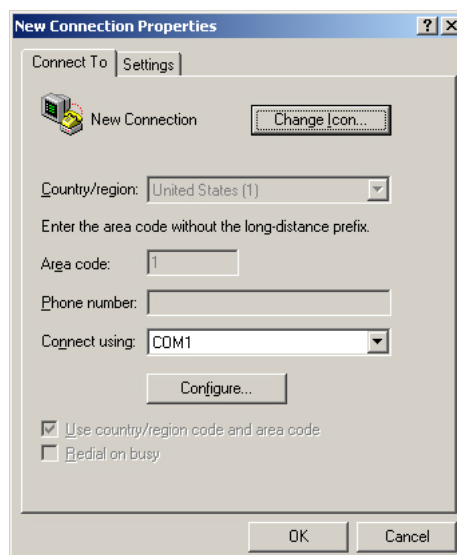 New Connection Properties
Connect To Settings
New Connection Change Icon...
Country/region: United States (1)
Enter the area code without the long-distance prefix.
Area code: 1
Phone number:
Connect using: COM1
Configure...
Use country/region code and area code
Redial on busy
OK Cancel